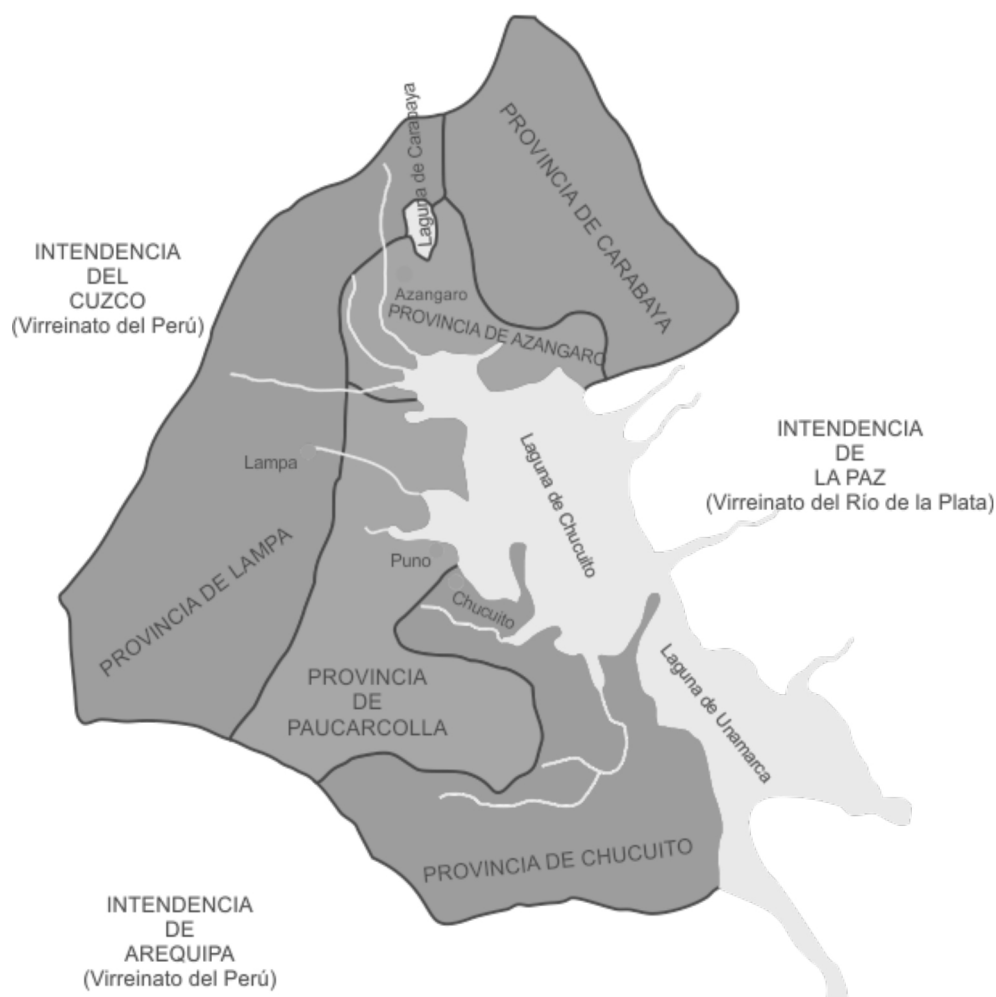 Laguna de Carabaya
PROVINCIA DE CARABAYA
INTENDENCIA
DEL
CUZCO
(Virreinato del Perú)
Azangaro
PROVINCIA DE AZANGARO
INTENDENCIA
DE
LA PAZ
(Virreinato del Río de la Plata)
Lampa
Laguna de Chucuito
Puno
PROVINCIA DE LAMPA
Chucuito
PROVINCIA
DE
PAUCARCOLLA
Laguna de Unamarca
PROVINCIA DE CHUCUITO
INTENDENCIA
DE
AREQUIPA
(Virreinato del Perú)